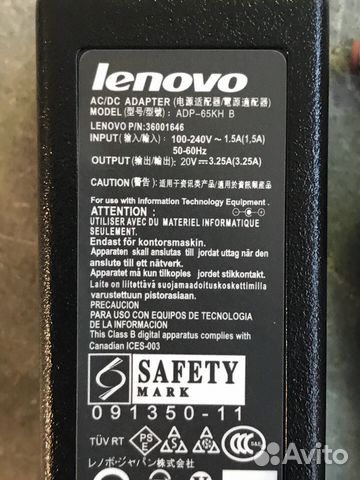 lenovo
AC/DC ADAPTER (电源适配器/電源適配器)
MODEL (型号/型號): ADP-65KH B
LENOVO P/N:36001646
INPUT (输入/輸入): 100-240V ~ 1.5A(1,5A)
50-60Hz
OUTPUT (输出/輸出): 20V⎓3.25A(3.25A)
CAUTION (警告): 适用于资讯类产品/適用於資訊類產品
For use with Information Technology Equipment .
ATTENTION :
UTILISER AVEC DU MATERIEL INFORMATIQUE
SEULEMENT.
Endast för kontorsmaskin.
Apparaten skall anslutas till jordat uttag när den
anslute till ett nätverk.
Apparatet må kun tilkoples jordet stikkontakt.
Laite on liitettävä suojamaadoituskoskettimilla
varustettuun pistorasiaan.
PRECAUCION
PARA USO CON EQUIPOS DE TECNOLOGIA
DE LA INFORMACION
This Class B digital apparatus complies with
Canadian ICES-003
SAFETY
MARK
091350-11
TÜV RT PS E CCC S&E
レノボ・ジャパン株式会社
Avito